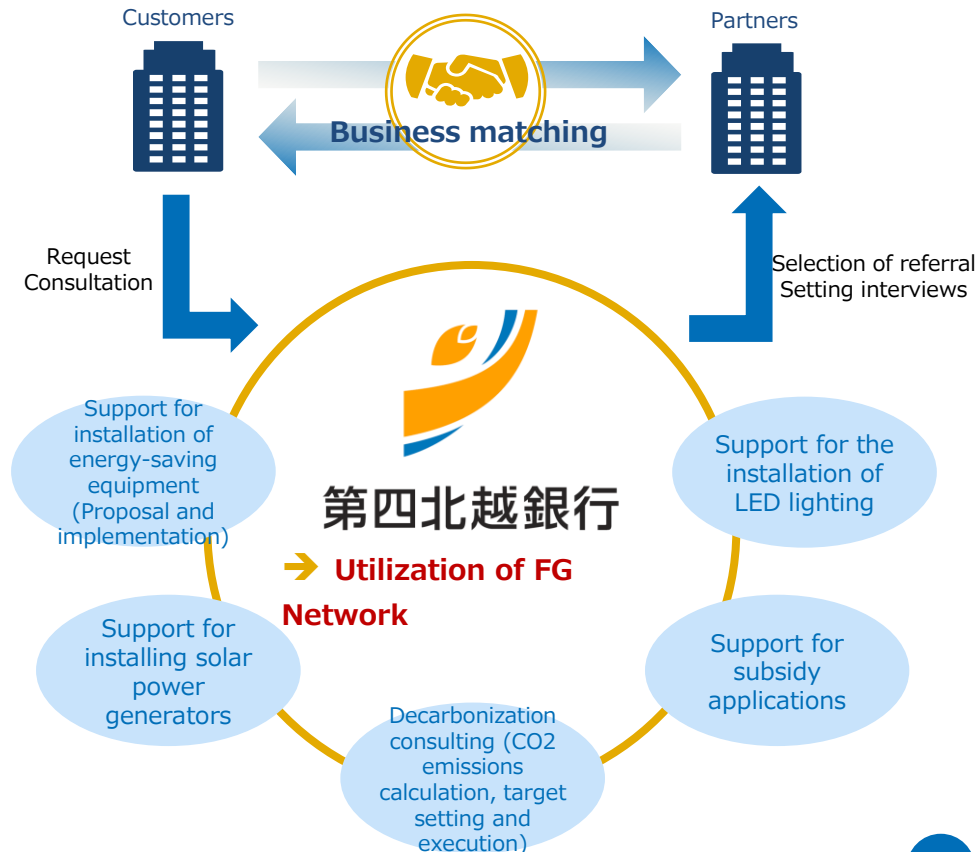 Customers
Partners
Business matching
Request
Consultation
Selection of referral
Setting interviews
Support for
installation of
energy-saving
equipment
(Proposal and
implementation)
Support for the
installation of
LED lighting
第四北越銀行
➔ Utilization of FG
Network
Support for
installing solar
power
generators
Support for
subsidy
applications
Decarbonization
consulting (CO2
emissions
calculation, target
setting and
execution)